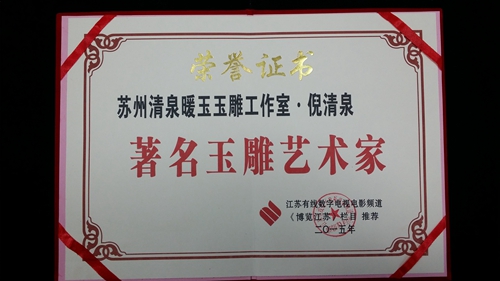 荣誉证书
苏州清泉暖玉玉雕工作室·倪清泉
著名玉雕艺术家
江苏有线数字电视电影频道
《博览江苏》栏目 推荐
二〇一五年